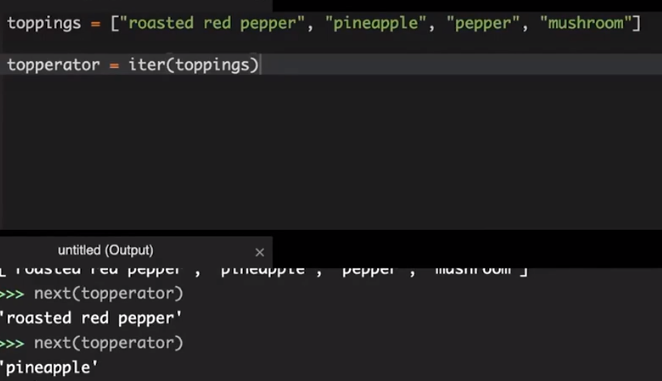 toppings = ["roasted red pepper", "pineapple", "pepper", "mushroom"]
topperator = iter(toppings)
untitled (Output) ×
["roasted red pepper", "pineapple", "pepper", "mushroom"]
>>> next(topperator)
'roasted red pepper'
>>> next(topperator)
'pineapple'